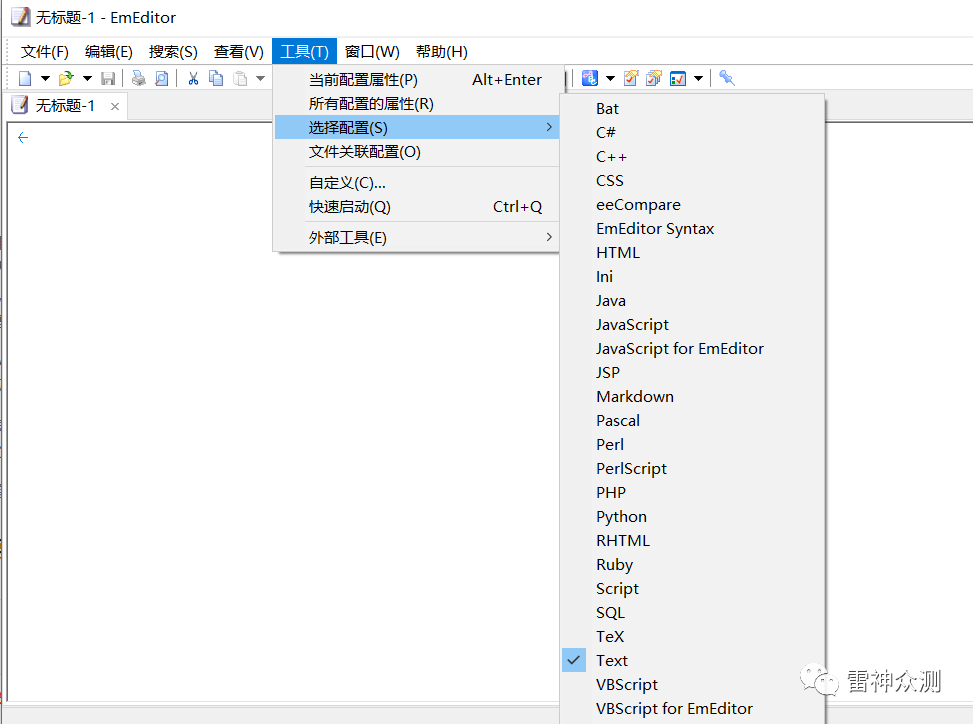 无标题-1 - EmEditor
文件(F) 编辑(E) 搜索(S) 查看(V) 工具(T) 窗口(W) 帮助(H)
无标题-1 ×
当前配置属性(P) Alt+Enter
所有配置的属性(R)
选择配置(S)
文件关联配置(O)
自定义(C)...
快速启动(Q) Ctrl+Q
外部工具(E)
Bat
C#
C++
CSS
eeCompare
EmEditor Syntax
HTML
Ini
Java
JavaScript
JavaScript for EmEditor
JSP
Markdown
Pascal
Perl
PerlScript
PHP
Python
RHTML
Ruby
Script
SQL
TeX
Text
VBScript
VBScript for EmEditor
雷神众测